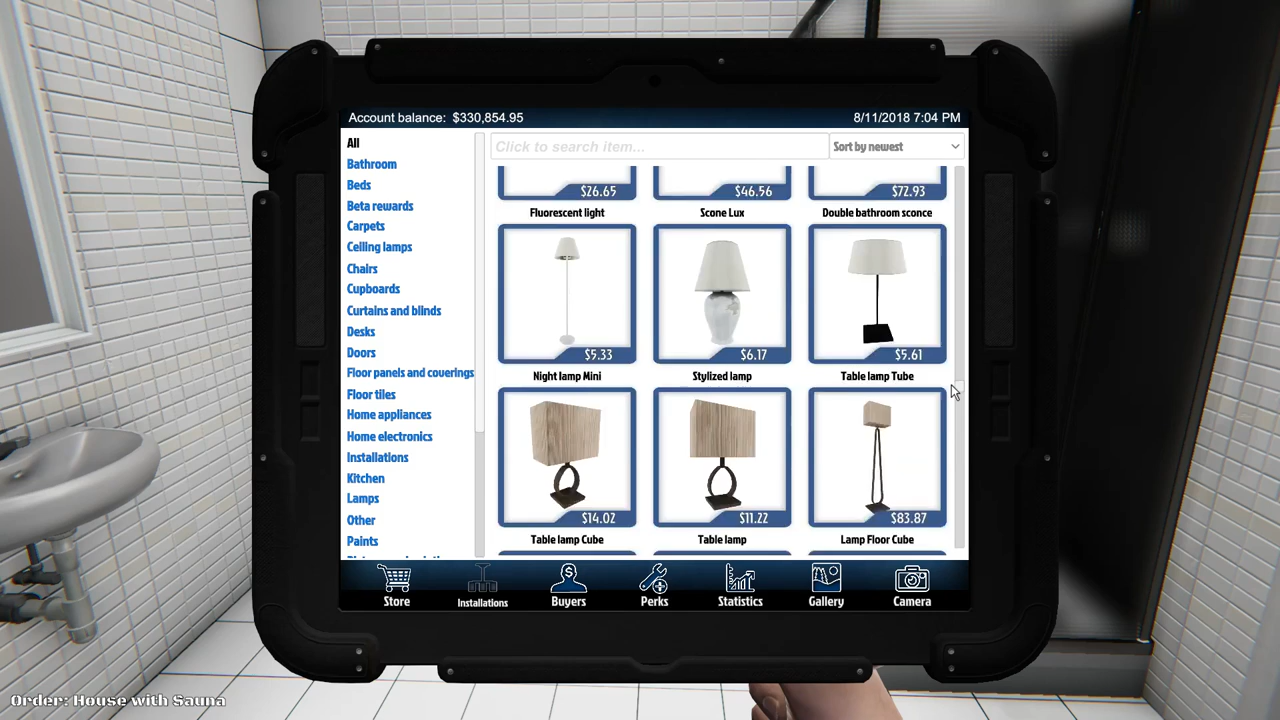 Account balance: $330,854.95
8/11/2018 7:04 PM
All
Bathroom
Beds
Beta rewards
Carpets
Ceiling lamps
Chairs
Cupboards
Curtains and blinds
Desks
Doors
Floor panels and coverings
Floor tiles
Home appliances
Home electronics
Installations
Kitchen
Lamps
Other
Paints
Click to search item...
Sort by newest
$26.65
$46.56
$72.93
Fluorescent light
Scone Lux
Double bathroom sconce
$5.33
$6.17
$5.61
Night lamp Mini
Stylized lamp
Table lamp Tube
$14.02
$11.22
$83.87
Table lamp Cube
Table lamp
Lamp Floor Cube
Store
Installations
Buyers
Perks
Statistics
Gallery
Camera
Order: House with Sauna